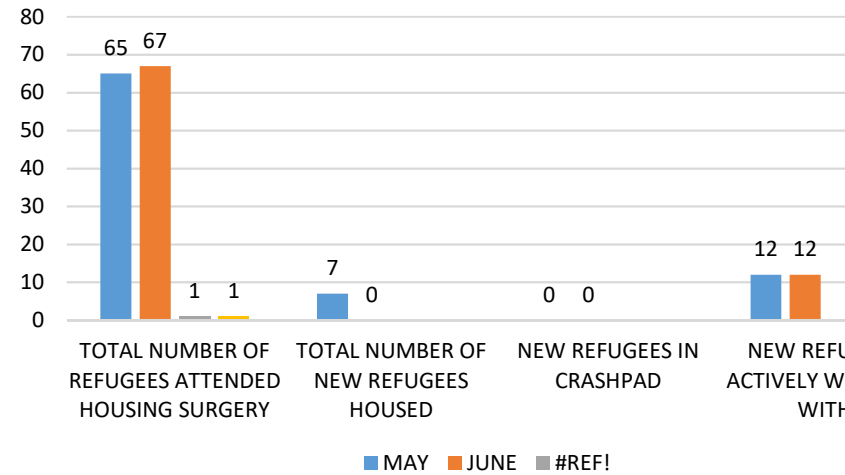 80
70
60
50
40
30
20
10
0
65 67
1 1
7
0
0 0
12 12
TOTAL NUMBER OF
REFUGEES ATTENDED
HOUSING SURGERY
TOTAL NUMBER OF
NEW REFUGEES
HOUSED
NEW REFUGEES IN
CRASHPAD
NEW REFU
ACTIVELY W
WITH
MAY JUNE #REF!